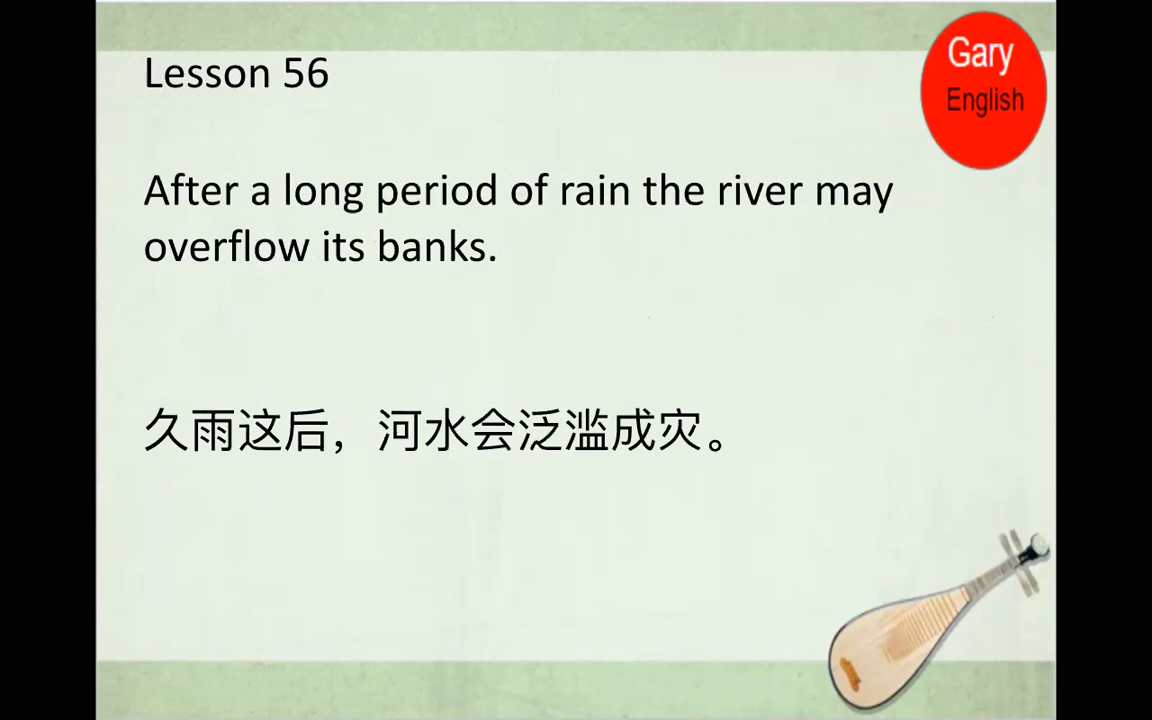 Lesson 56
Gary
English
After a long period of rain the river may
overflow its banks.
久雨这后，河水会泛滥成灾。